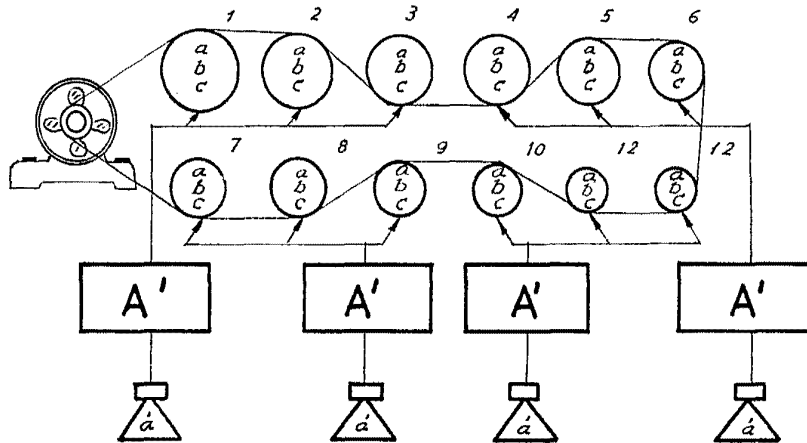 1 2 3 4 5 6
a a a a a a
b b b b b b
c c c c c c
7 8 9 10 12 12
a a a a a a
b b b b b b
c c c c c c
A' A' A' A'
á á á á